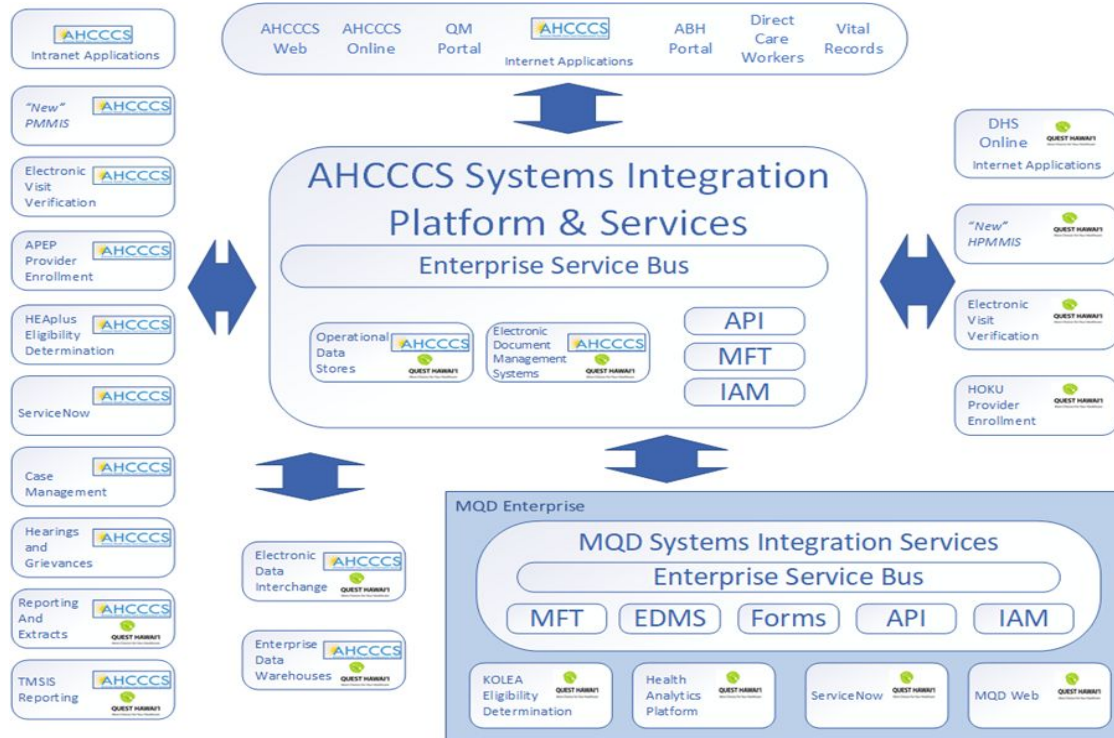 AHCCCS
Intranet Applications
AHCCCS
Web
AHCCCS
Online
QM
Portal
AHCCCS
Internet Applications
ABH
Portal
Direct
Care
Workers
Vital
Records
"New"
PMMIS
AHCCCS
Electronic
Visit
Verification
AHCCCS
APEP
Provider
Enrollment
AHCCCS
HEAplus
Eligibility
Determination
AHCCCS
ServiceNow
AHCCCS
Case
Management
AHCCCS
Hearings
and
Grievances
AHCCCS
Reporting
And
Extracts
AHCCCS
QUEST HAWAI'I
TMSIS
Reporting
AHCCCS
QUEST HAWAI'I
AHCCCS Systems Integration
Platform & Services
Enterprise Service Bus
Operational
Data
Stores
AHCCCS
QUEST HAWAI'I
Electronic
Document
Management
Systems
AHCCCS
QUEST HAWAI'I
API
MFT
IAM
DHS
Online
QUEST HAWAI'I
Internet Applications
"New"
HPMMIS
QUEST HAWAI'I
Electronic
Visit
Verification
QUEST HAWAI'I
HOKU
Provider
Enrollment
QUEST HAWAI'I
Electronic
Data
Interchange
AHCCCS
QUEST HAWAI'I
Enterprise
Data
Warehouses
AHCCCS
QUEST HAWAI'I
MQD Enterprise
MQD Systems Integration Services
Enterprise Service Bus
MFT
EDMS
Forms
API
IAM
KOLEA
Eligibility
Determination
QUEST HAWAI'I
Health
Analytics
Platform
QUEST HAWAI'I
ServiceNow
QUEST HAWAI'I
MQD Web
QUEST HAWAI'I